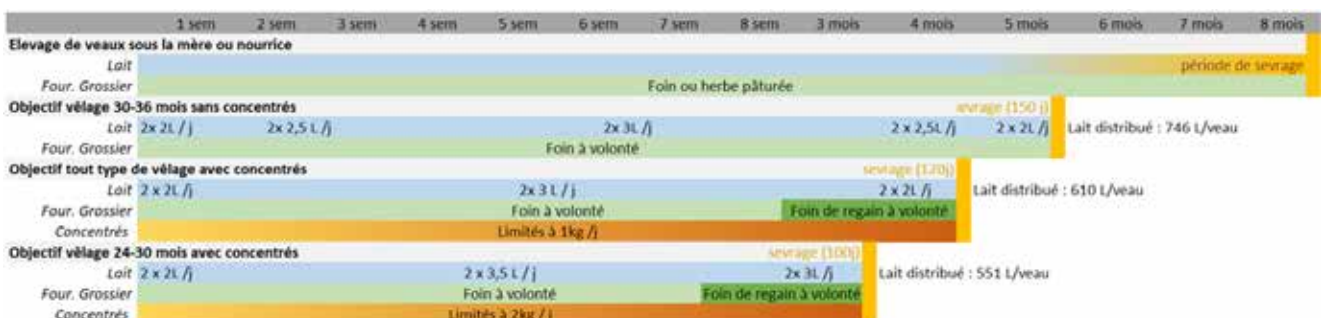 1 sem 2 sem 3 sem 4 sem 5 sem 6 sem 7 sem 8 sem 3 mois 4 mois 5 mois 6 mois 7 mois 8 mois
Elevage de veaux sous la mère ou nourrice
Lait période de sevrage
Four. Grossier Foin ou herbe pâturée
Objectif vêlage 30-36 mois sans concentrés sevrage (150 j)
Lait 2x 2L / j 2x 2,5 L /j 2x 3L /j 2 x 2,5L /j 2 x 2L /j Lait distribué : 746 L/veau
Four. Grossier Foin à volonté
Objectif tout type de vêlage avec concentrés sevrage (120j)
Lait 2 x 2L /j 2x 3 L / j 2 x 2L /j Lait distribué : 610 L/veau
Four. Grossier Foin à volonté Foin de regain à volonté
Concentrés Limités à 1kg /j
Objectif vêlage 24-30 mois avec concentrés sevrage (100j)
Lait 2 x 2L /j 2 x 3,5 L / j 2x 3L /j Lait distribué : 551 L/veau
Four. Grossier Foin à volonté Foin de regain à volonté
Concentrés Limités à 2kg / j